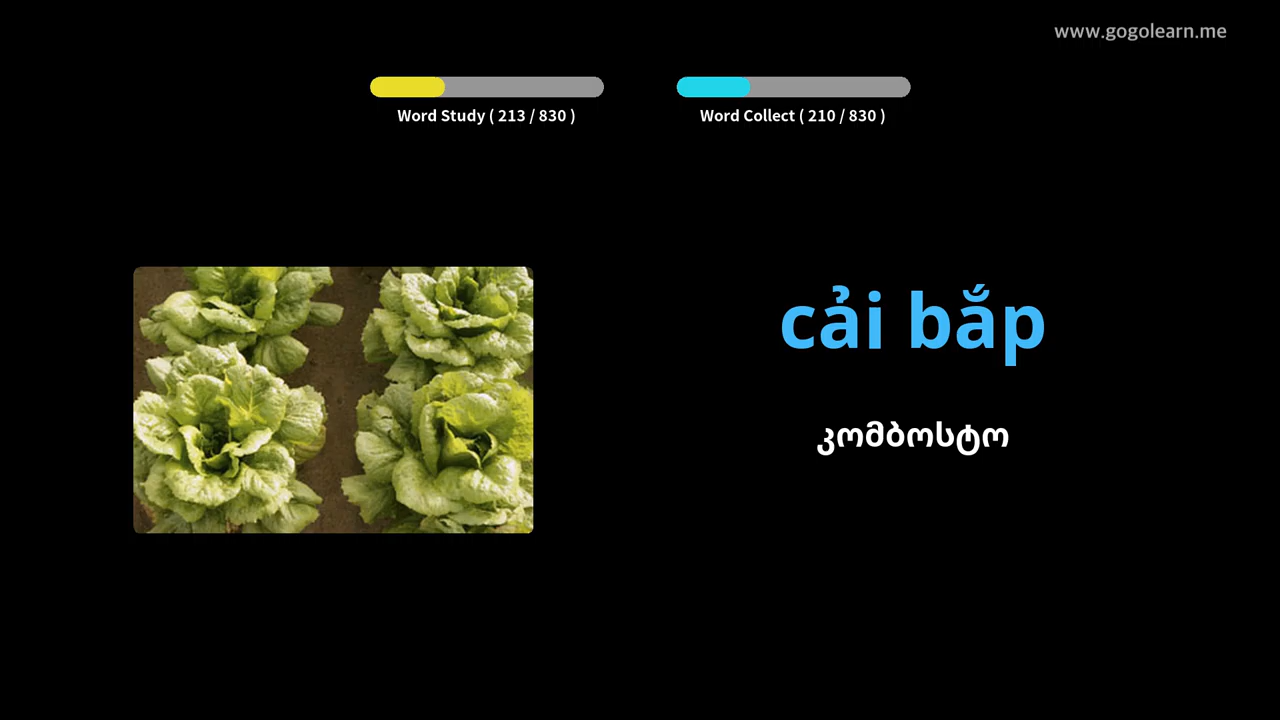 www.gogolearn.me
Word Study ( 213 / 830 )
Word Collect ( 210 / 830 )
cải bắp
კომბოსტო